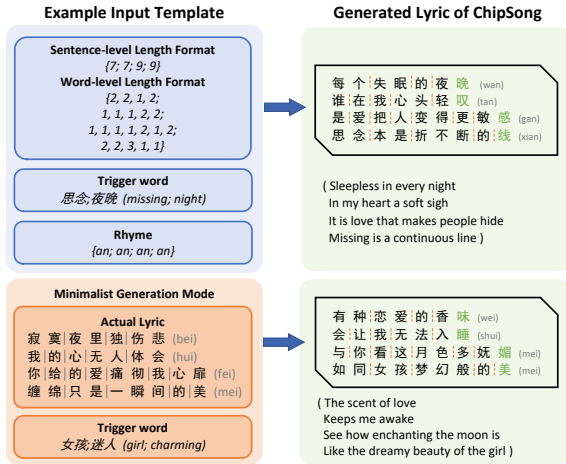 Example Input Template
Generated Lyric of ChipSong
Sentence-level Length Format
{7; 7; 9; 9}
Word-level Length Format
{2, 2, 1, 2;
1, 1, 1, 2, 2;
1, 1, 1, 1, 2, 1, 2;
2, 2, 3, 1, 1}
Trigger word
思念;夜晚 (missing; night)
Rhyme
{an; an; an; an}
每个¦失眠¦的¦夜晚 (wan)
谁¦在¦我¦心头¦轻叹 (tan)
是¦爱¦把¦人¦变得¦更¦敏感 (gan)
思念¦本是¦折不断¦的¦线 (xian)
( Sleepless in every night
In my heart a soft sigh
It is love that makes people hide
Missing is a continuous line )
Minimalist Generation Mode
Actual Lyric
寂寞|夜里|独|伤悲 (bei)
我|的|心|无人|体会 (hui)
你|给|的|爱|痛彻|我|心扉 (fei)
缠绵|只是|一瞬间|的|美 (mei)
Trigger word
女孩;迷人 (girl; charming)
有种¦恋爱¦的¦香味 (wei)
会¦让¦我¦无法¦入睡 (shui)
与¦你¦看¦这¦月色¦多¦妩媚 (mei)
如同¦女孩¦梦幻般¦的¦美 (mei)
( The scent of love
Keeps me awake
See how enchanting the moon is
Like the dreamy beauty of the girl )